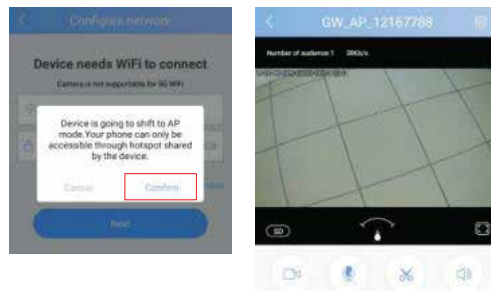 Configure network
Device needs WiFi to connect
Camera is not supportable for 5G WiFi
Device is going to shift to AP
mode.Your phone can only be
accessible through hotspot shared
by the device.
Cancel
Confirm
Next
GW_AP_12167788
Number of audience:1 38Kb/s
SD